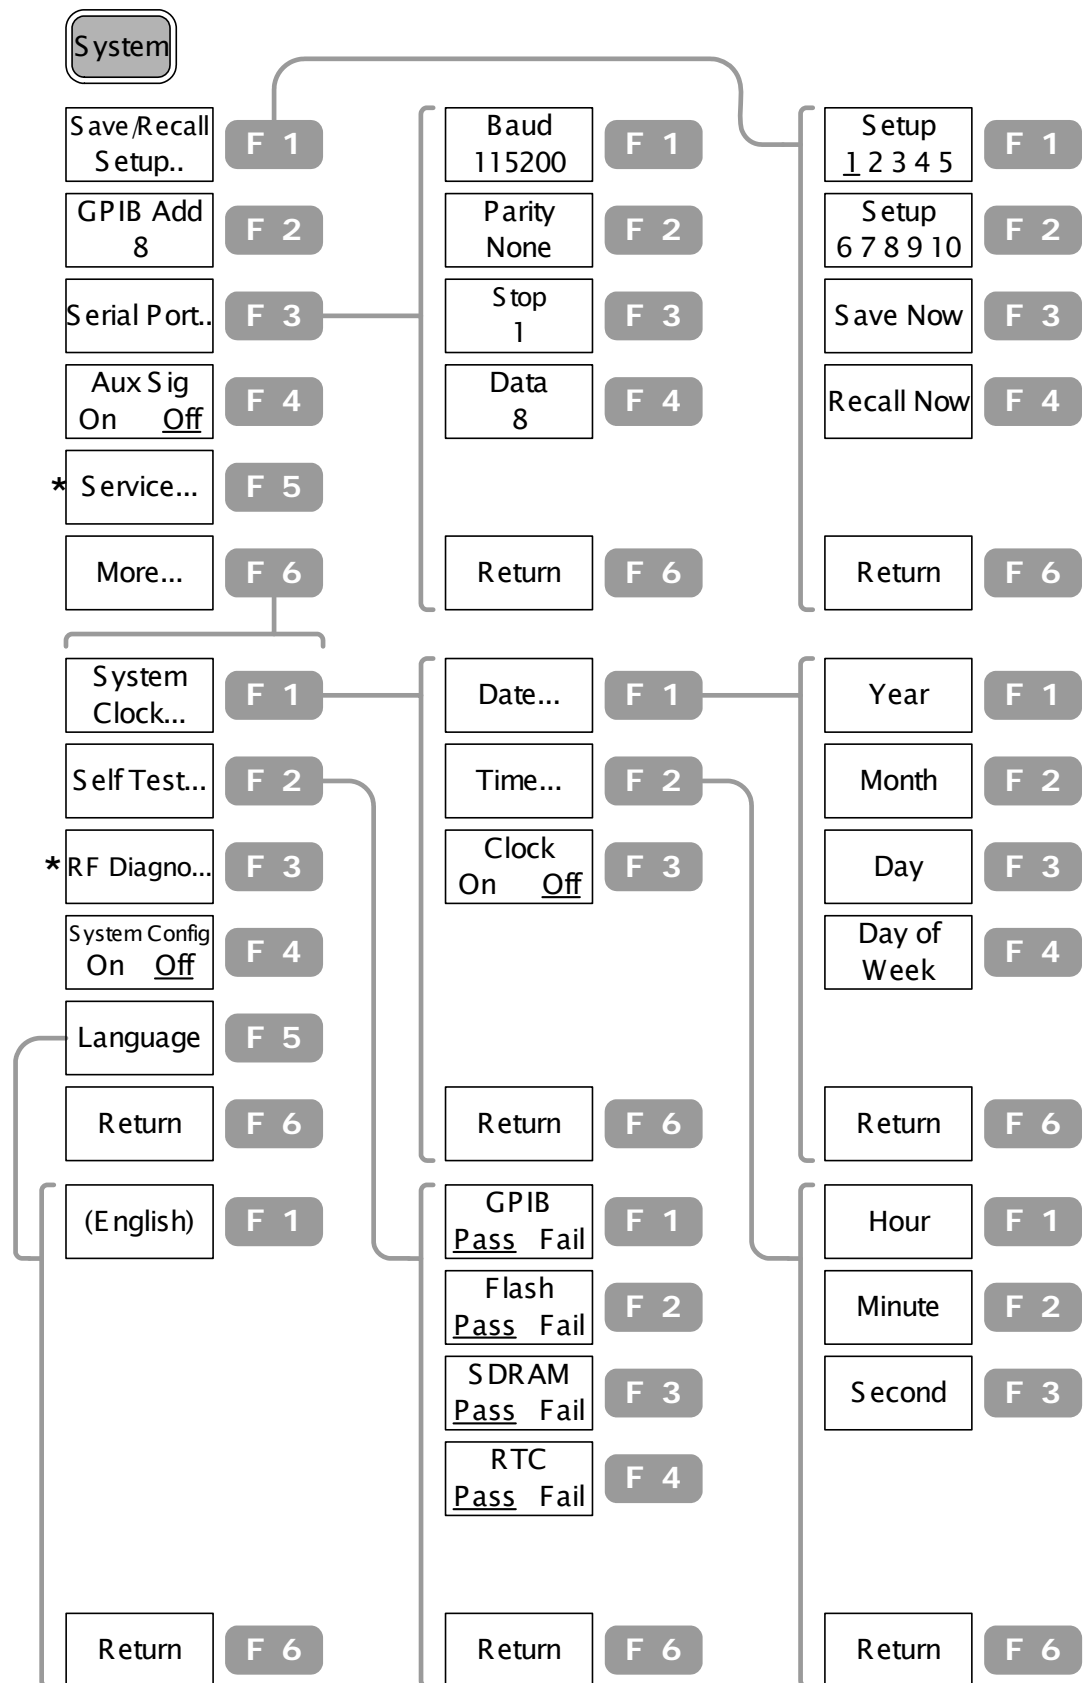 System
Save/Recall
Setup..
F 1
GPIB Add
8
F 2
Serial Port..
F 3
Aux Sig
On Off
F 4
* Service...
F 5
More...
F 6
Baud
115200
F 1
Parity
None
F 2
Stop
1
F 3
Data
8
F 4
Return
F 6
Setup
1 2 3 4 5
F 1
Setup
6 7 8 9 10
F 2
Save Now
F 3
Recall Now
F 4
Return
F 6
System
Clock...
F 1
Self Test...
F 2
* RF Diagno...
F 3
System Config
On Off
F 4
Language
F 5
Return
F 6
Date...
F 1
Time...
F 2
Clock
On Off
F 3
Return
F 6
Year
F 1
Month
F 2
Day
F 3
Day of
Week
F 4
Return
F 6
(English)
F 1
Return
F 6
GPIB
Pass Fail
F 1
Flash
Pass Fail
F 2
SDRAM
Pass Fail
F 3
RTC
Pass Fail
F 4
Return
F 6
Hour
F 1
Minute
F 2
Second
F 3
Return
F 6